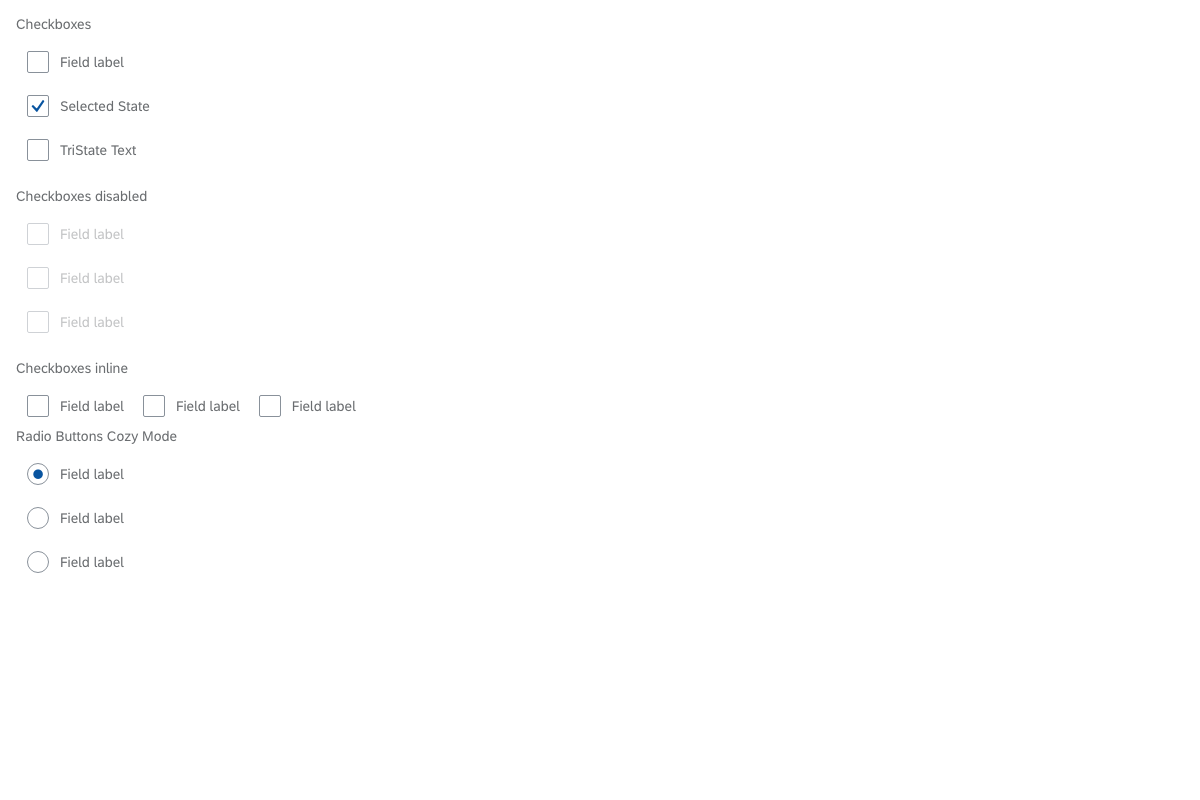 Checkboxes
Field label
Selected State
TriState Text
Checkboxes disabled
Field label
Field label
Field label
Checkboxes inline
Field label Field label Field label
Radio Buttons Cozy Mode
Field label
Field label
Field label